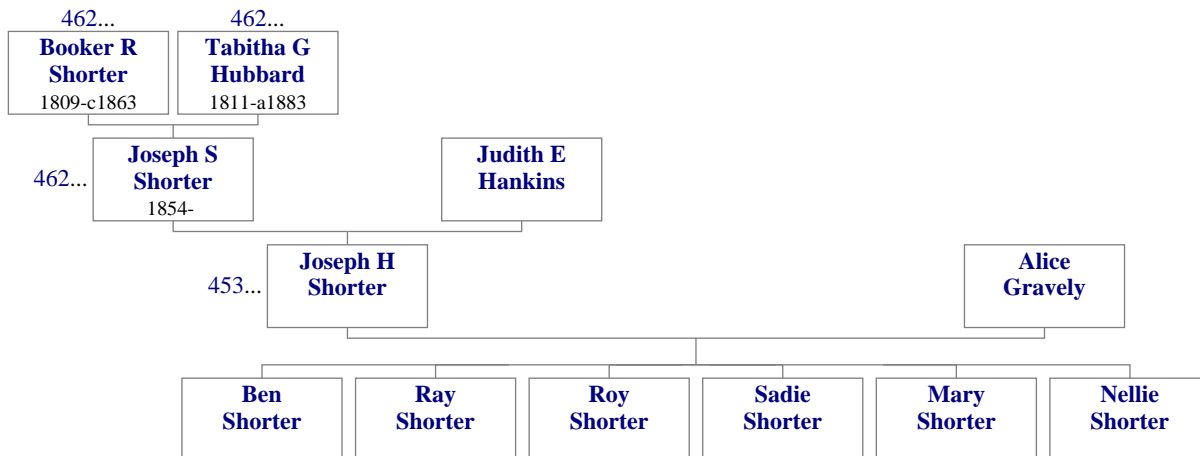 462...
462...
Booker R
Shorter
1809-c1863
Tabitha G
Hubbard
1811-a1883
462...
Joseph S
Shorter
1854-
Judith E
Hankins
453...
Joseph H
Shorter
Alice
Gravely
Ben
Shorter
Ray
Shorter
Roy
Shorter
Sadie
Shorter
Mary
Shorter
Nellie
Shorter